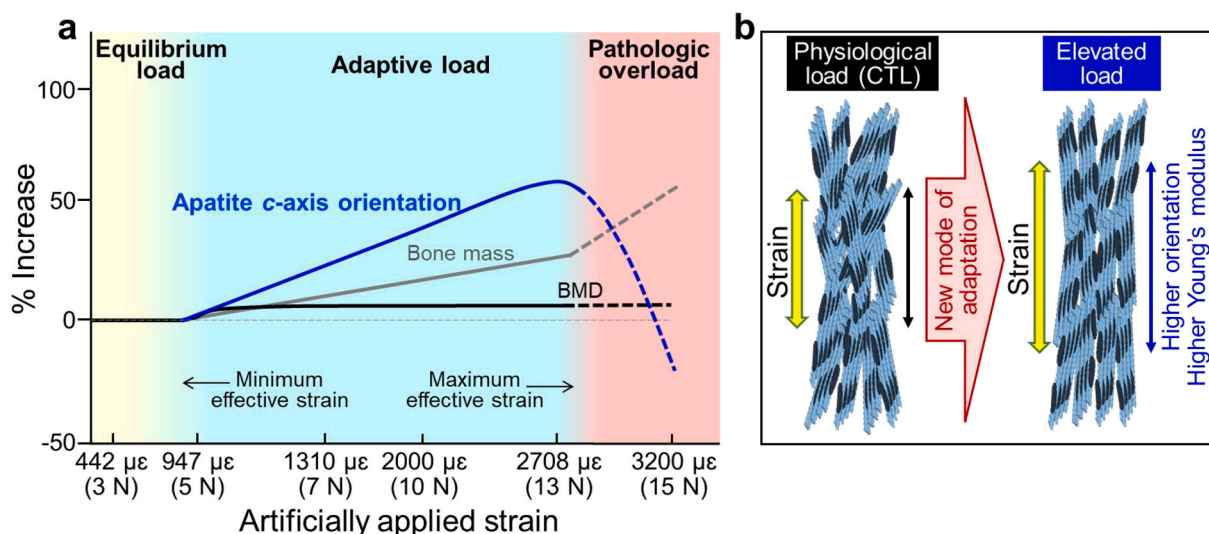 a
Equilibrium
load
Adaptive load
Pathologic
overload
% Increase
100
50
0
-50
Apatite c-axis orientation
Bone mass
BMD
Minimum
effective strain
Maximum
effective strain
442 με
(3 N)
947 με
(5 N)
1310 με
(7 N)
2000 με
(10 N)
2708 με
(13 N)
3200 με
(15 N)
Artificially applied strain
b
Physiological
load (CTL)
Elevated
load
Strain
New mode of
adaptation
Strain
Higher orientation
Higher Young's modulus